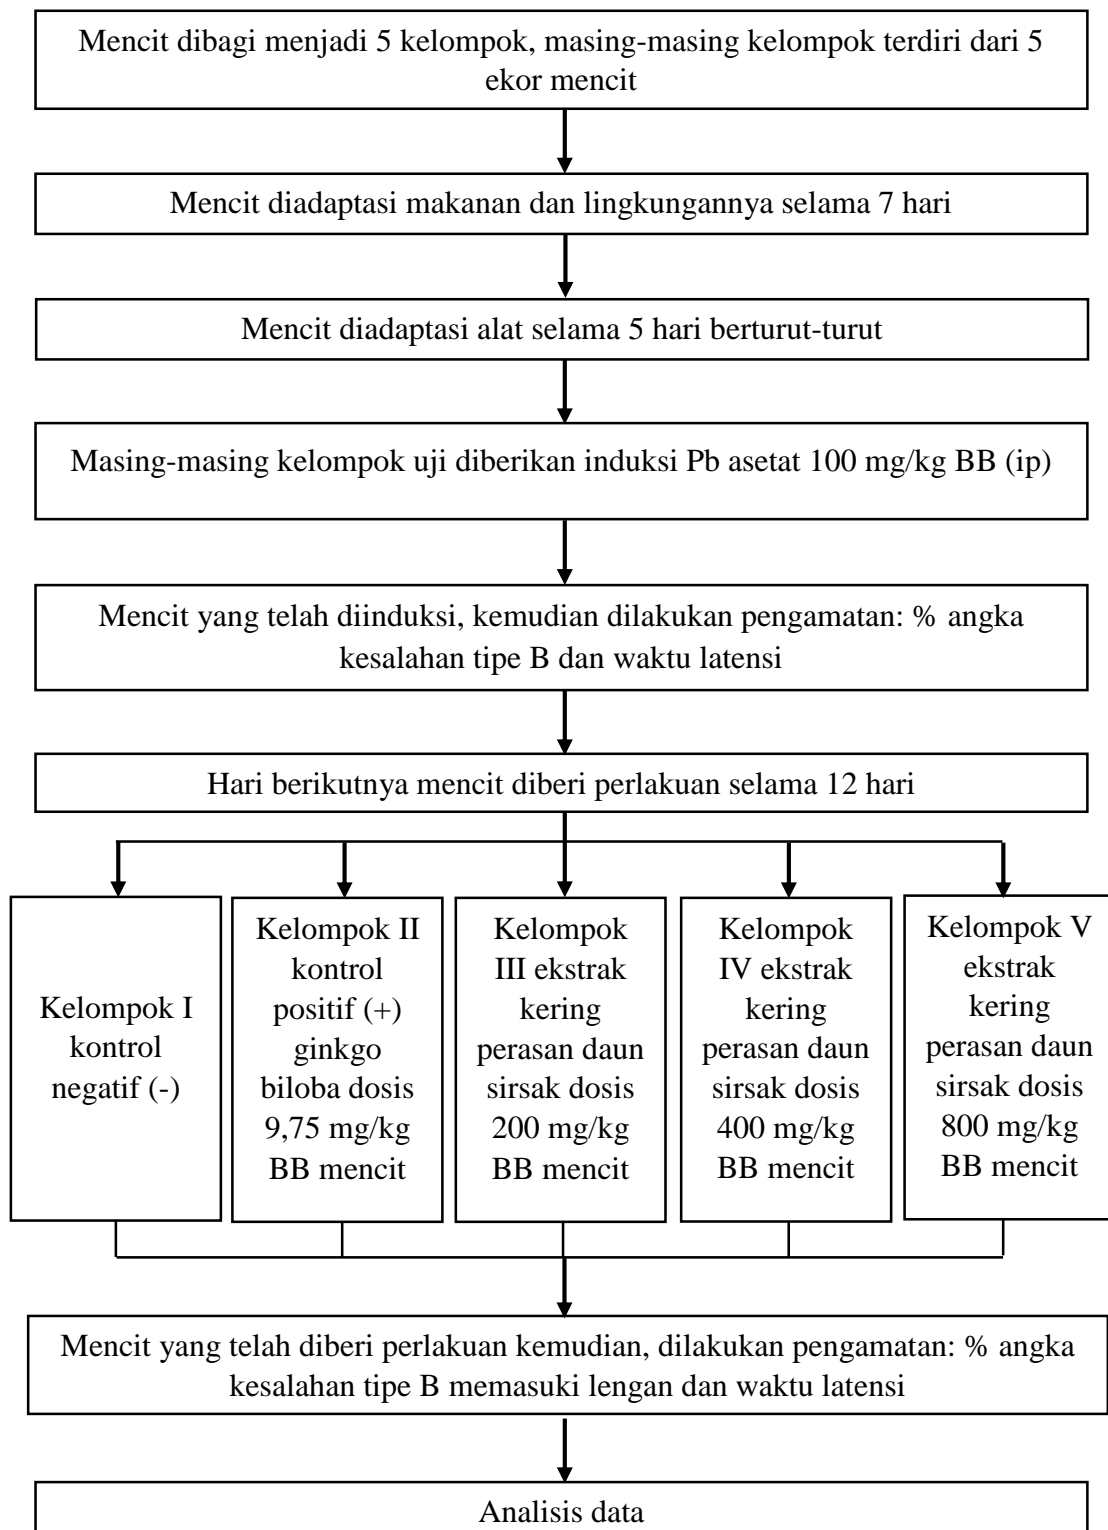 Mencit dibagi menjadi 5 kelompok, masing-masing kelompok terdiri dari 5
ekor mencit
Mencit diadaptasi makanan dan lingkungannya selama 7 hari
Mencit diadaptasi alat selama 5 hari berturut-turut
Masing-masing kelompok uji diberikan induksi Pb asetat 100 mg/kg BB (ip)
Mencit yang telah diinduksi, kemudian dilakukan pengamatan: % angka
kesalahan tipe B dan waktu latensi
Hari berikutnya mencit diberi perlakuan selama 12 hari
Kelompok I
kontrol
negatif (-)
Kelompok II
kontrol
positif (+)
ginkgo
biloba dosis
9,75 mg/kg
BB mencit
Kelompok
III ekstrak
kering
perasan daun
sirsak dosis
200 mg/kg
BB mencit
Kelompok
IV ekstrak
kering
perasan daun
sirsak dosis
400 mg/kg
BB mencit
Kelompok V
ekstrak
kering
perasan daun
sirsak dosis
800 mg/kg
BB mencit
Mencit yang telah diberi perlakuan kemudian, dilakukan pengamatan: % angka
kesalahan tipe B memasuki lengan dan waktu latensi
Analisis data